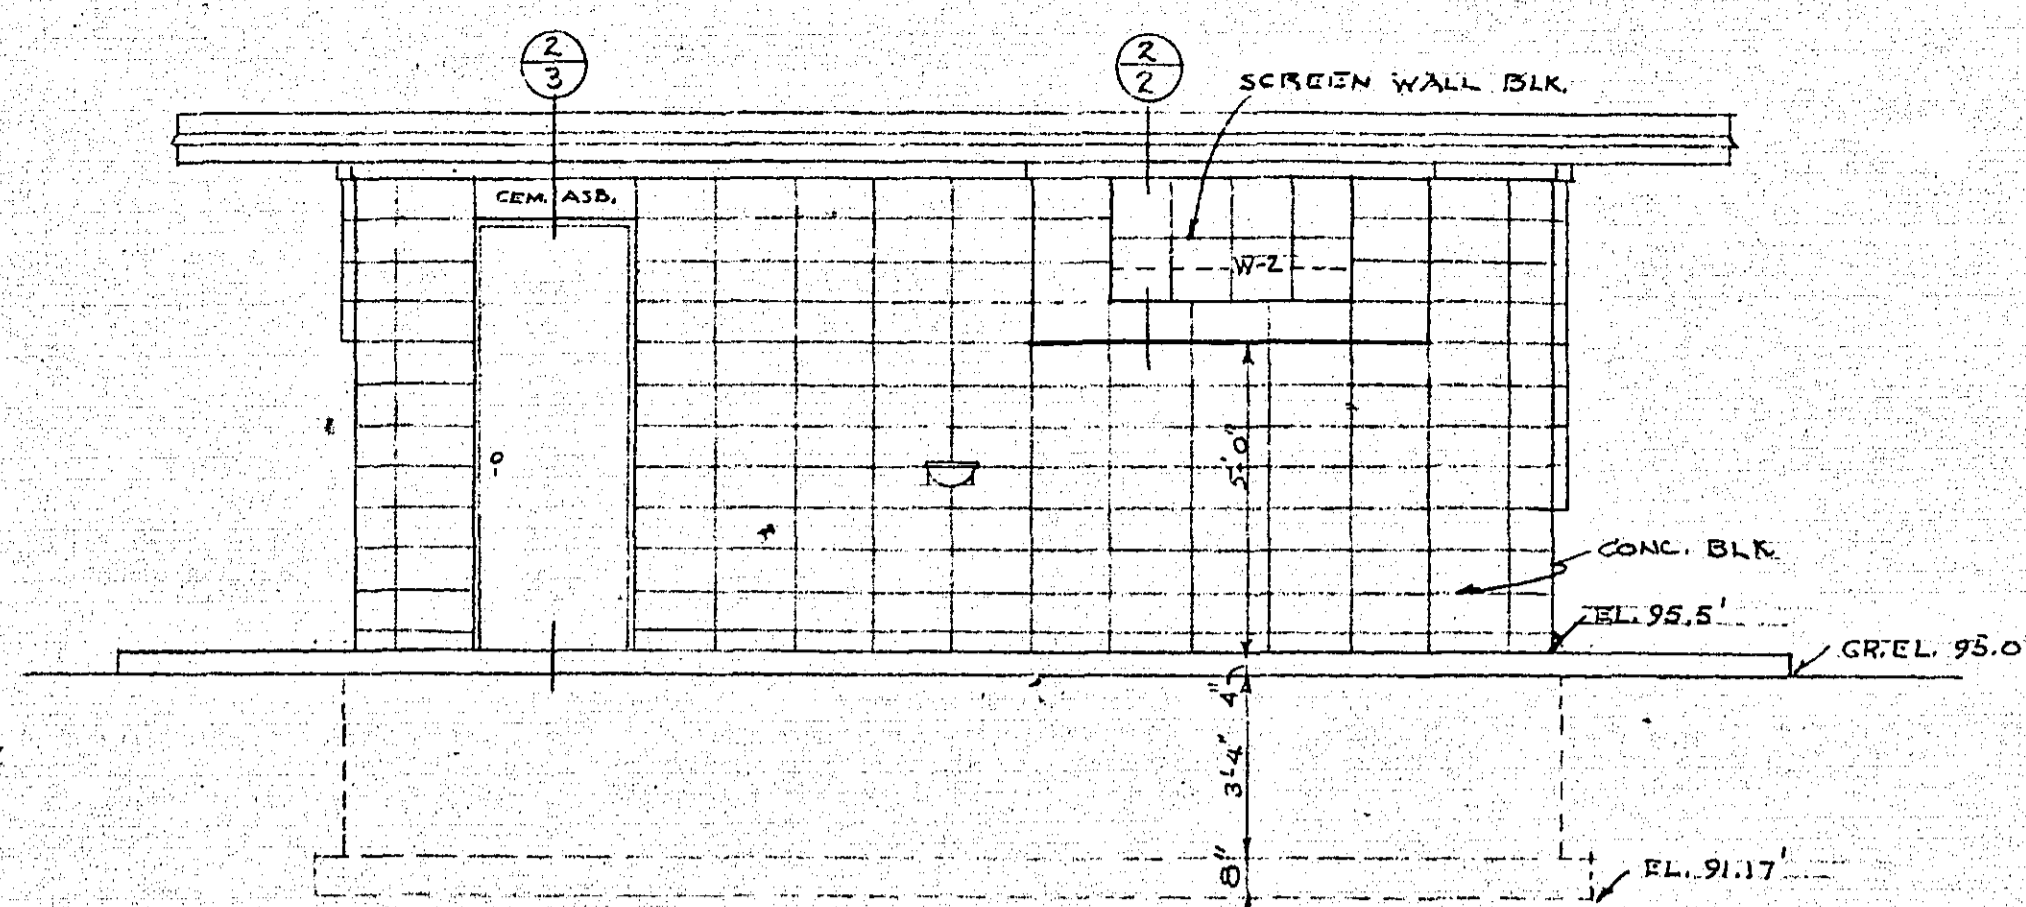 2
3
2
2
SCREEN WALL BLK.
CEM. ASB.
W-2
5'-0"
CONC. BLK
EL. 95.5'
GR. EL. 95.0
4"
3'-4"
8"
EL. 91.17'